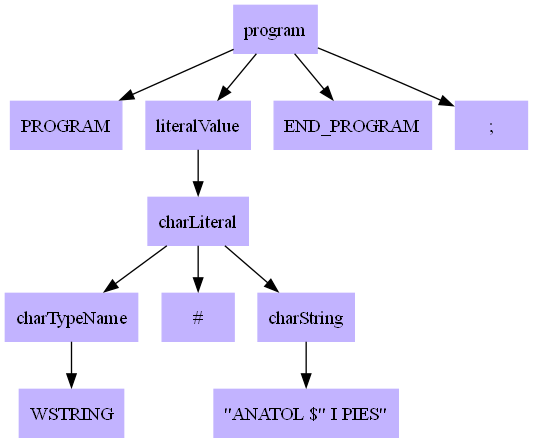 program
PROGRAM
literalValue
END_PROGRAM
;
charLiteral
charTypeName
#
charString
WSTRING
"ANATOL $" I PIES"